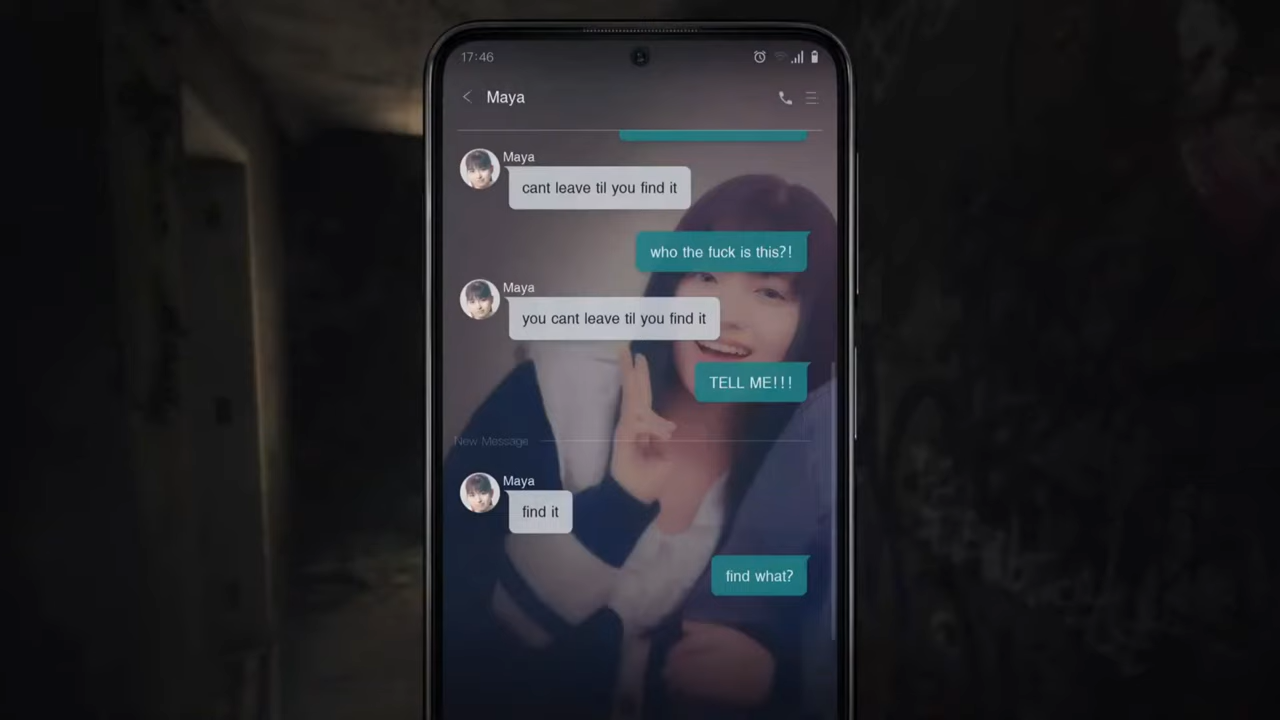 17:46
Maya
Maya
cant leave til you find it
who the fuck is this?!
Maya
you cant leave til you find it
TELL ME!!!
New Message
Maya
find it
find what?